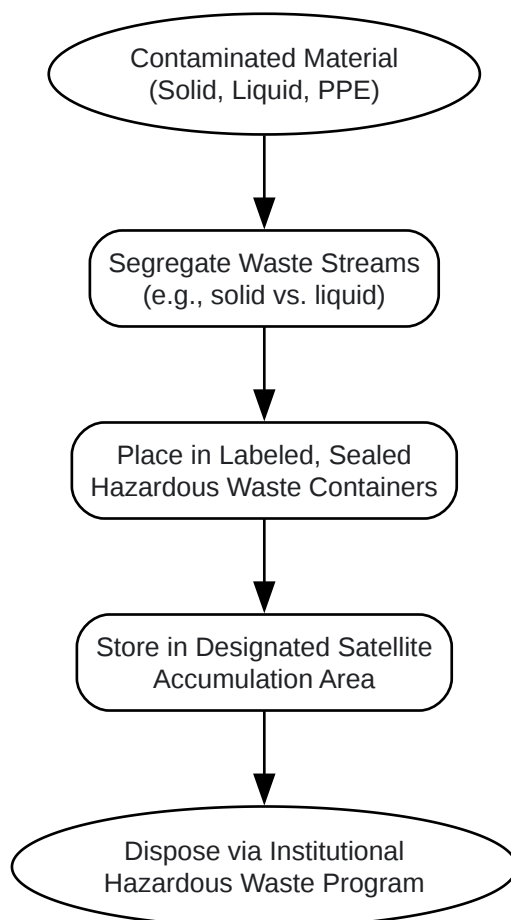 Contaminated Material
(Solid, Liquid, PPE)
Segregate Waste Streams
(e.g., solid vs. liquid)
Place in Labeled, Sealed
Hazardous Waste Containers
Store in Designated Satellite
Accumulation Area
Dispose via Institutional
Hazardous Waste Program